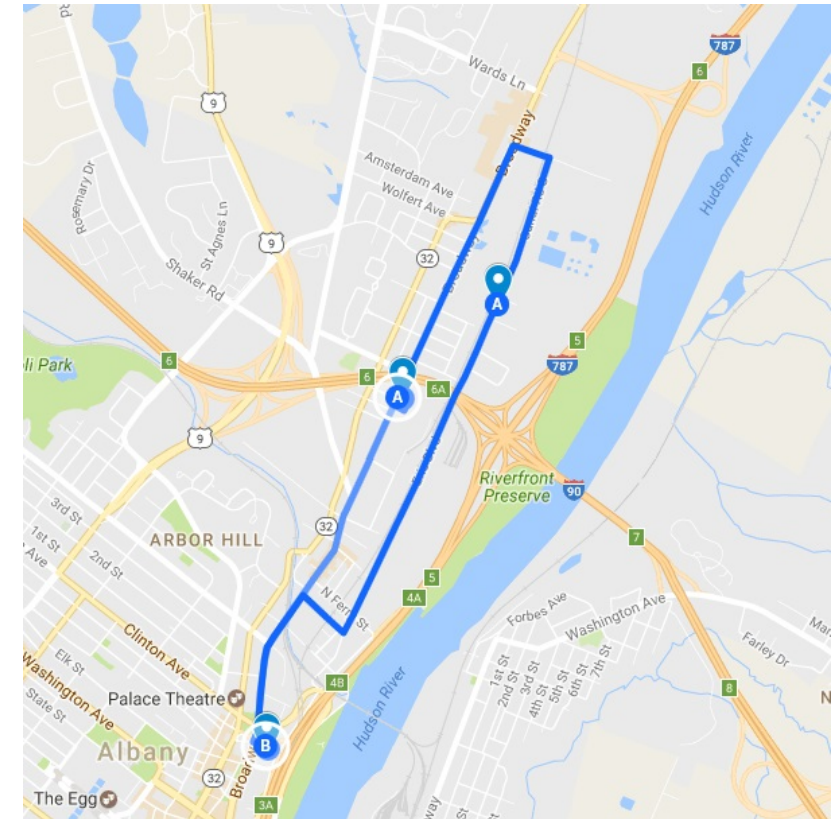 787
6
Wards Ln
9
Broadway
Hudson River
Amsterdam Ave
Wolfert Ave
Rosemary Dr
St Agnes Ln
9
32
Broadway
Shaker Rd
A
5
6
6
6A
787
A
9
Riverfront
Preserve
90
3rd St
32
7
1st St
ARBOR HILL
2nd St
5
4A
N Fer
St
Forbes Ave
Washington Ave
Clinton Ave
Farley Dr
1st St
2nd St
3rd St
4th St
5th St
6th St
7th St
Elk St
Washington Ave
4B
8
State St
Palace Theatre
Hudson River
B
Albany
32
The Egg
3A